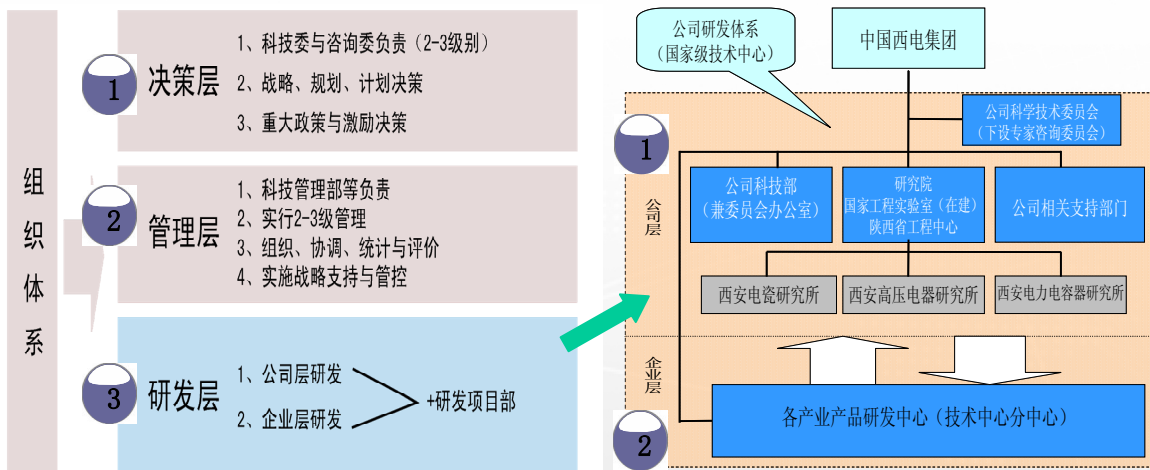 组织体系
1
决策层
1、科技委与咨询委负责（2-3级别）
2、战略、规划、计划决策
3、重大政策与激励决策
2
管理层
1、科技管理部等负责
2、实行2-3级管理
3、组织、协调、统计与评价
4、实施战略支持与管控
3
研发层
1、公司层研发
2、企业层研发
+研发项目部
公司研发体系
（国家级技术中心）
中国西电集团
1
公司层
公司科学技术委员会
（下设专家咨询委员会）
公司科技部
（兼委员会办公室）
研究院
国家工程实验室（在建）
陕西省工程中心
公司相关支持部门
西安电瓷研究所
西安高压电器研究所
西安电力电容器研究所
企业层
2
各产业产品研发中心（技术中心分中心）